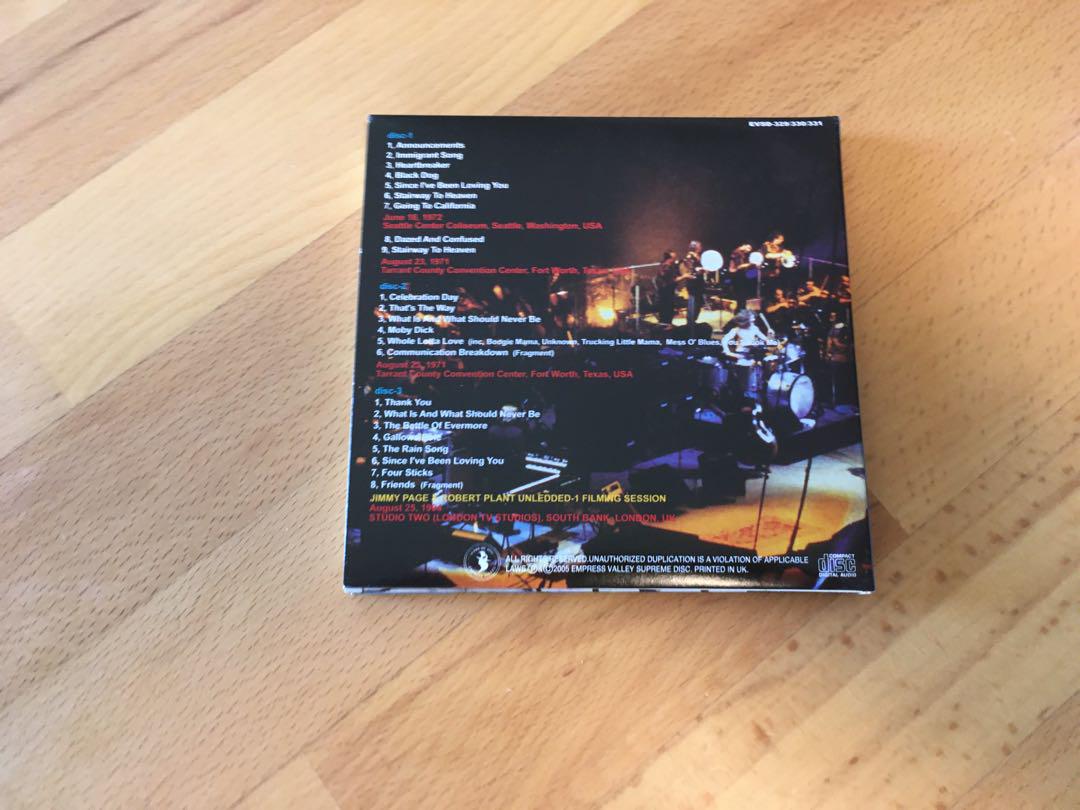 EVSD-329/330/331
disc-1
1, Announcements
2, Immigrant Song
3, Heartbreaker
4, Black Dog
5, Since I've Been Loving You
6, Stairway To Heaven
7, Going To California
June 18, 1972
Seattle Center Coliseum, Seattle, Washington, USA
8, Dazed And Confused
9, Stairway To Heaven
August 23, 1971
Tarrant County Convention Center, Fort Worth, Texas, USA
disc-2
1, Celebration Day
2, That's The Way
3, What Is And What Should Never Be
4, Moby Dick
5, Whole Lotta Love (inc, Boogie Mama, Unknown, Trucking Little Mama, Mess O' Blues, You Shook Me)
6, Communication Breakdown (Fragment)
August 1971
Tarrant County Convention Center, Fort Worth, Texas, USA
disc-3
1, Thank You
2, What Is And What Should Never Be
3, The Battle Of Evermore
4, Gallows Pole
5, The Rain Song
6, Since I've Been Loving You
7, Four Sticks
8, Friends (Fragment)
JIMMY PAGE & ROBERT PLANT UNLEDDED-1 FILMING SESSION
August 25,
STUDIO TWO (LONDON TV STUDIOS), SOUTH BANK, LONDON, UK
ALL RIGHTS RESERVED.UNAUTHORIZED DUPLICATION IS A VIOLATION OF APPLICABLE
LAWS. ℗©2005 EMPRESS VALLEY SUPREME DISC. PRINTED IN UK.
COMPACT
disc
DIGITAL AUDIO